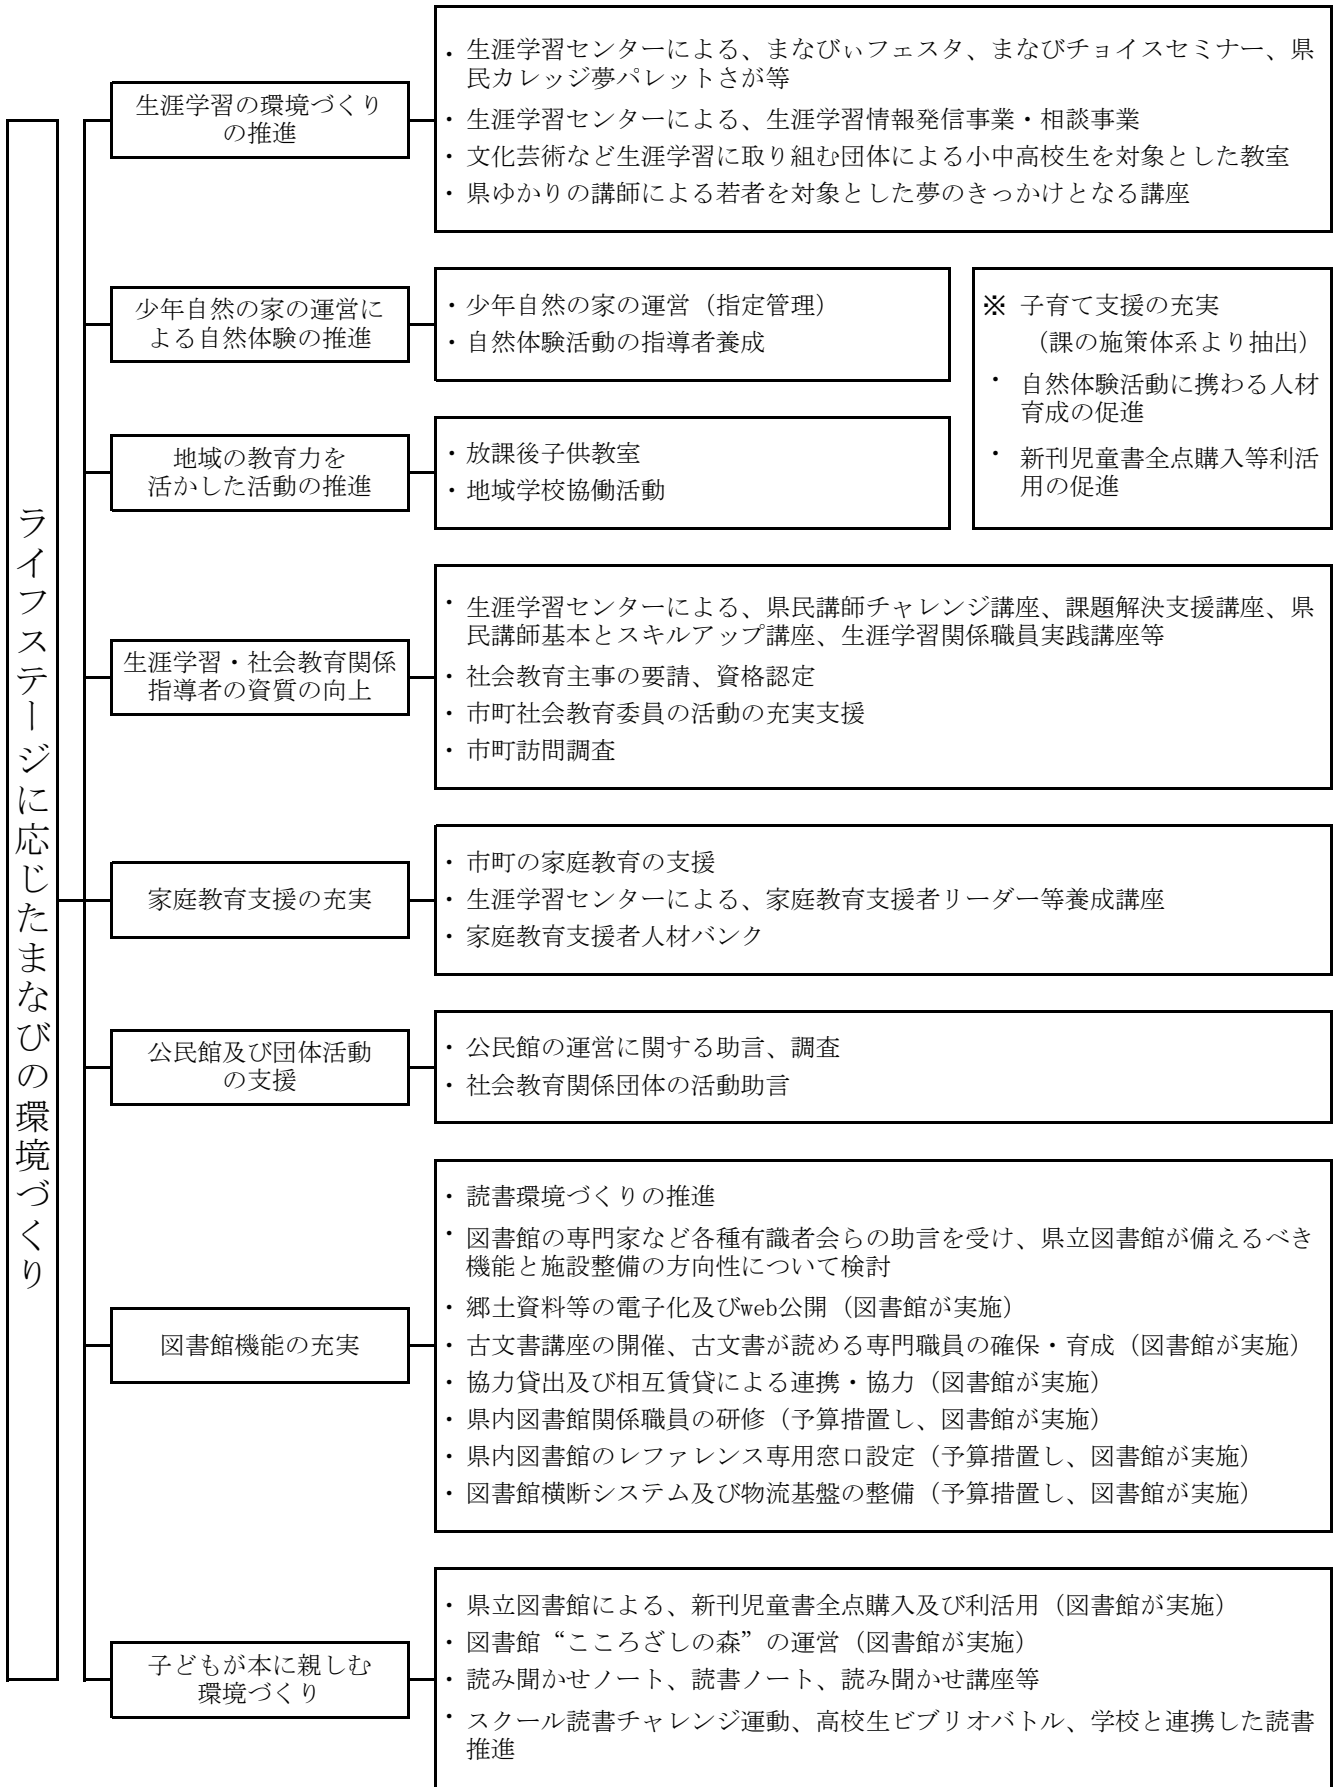 ライフステージに応じたまなびの環境づくり
生涯学習の環境づくり
の推進
・ 生涯学習センターによる、まなびぃフェスタ、まなびチョイスセミナー、県
民カレッジ夢パレットさが等
・ 生涯学習センターによる、生涯学習情報発信事業・相談事業
・ 文化芸術など生涯学習に取り組む団体による小中高校生を対象とした教室
・ 県ゆかりの講師による若者を対象とした夢のきっかけとなる講座
少年自然の家の運営に
よる自然体験の推進
・ 少年自然の家の運営（指定管理）
・ 自然体験活動の指導者養成
※ 子育て支援の充実
（課の施策体系より抽出）
・ 自然体験活動に携わる人材
育成の促進
・ 新刊児童書全点購入等利活
用の促進
地域の教育力を
活かした活動の推進
・ 放課後子供教室
・ 地域学校協働活動
生涯学習・社会教育関係
指導者の資質の向上
・ 生涯学習センターによる、県民講師チャレンジ講座、課題解決支援講座、県
民講師基本とスキルアップ講座、生涯学習関係職員実践講座等
・ 社会教育主事の要請、資格認定
・ 市町社会教育委員の活動の充実支援
・ 市町訪問調査
家庭教育支援の充実
・ 市町の家庭教育の支援
・ 生涯学習センターによる、家庭教育支援者リーダー等養成講座
・ 家庭教育支援者人材バンク
公民館及び団体活動
の支援
・ 公民館の運営に関する助言、調査
・ 社会教育関係団体の活動助言
図書館機能の充実
・ 読書環境づくりの推進
・ 図書館の専門家など各種有識者会らの助言を受け、県立図書館が備えるべき
機能と施設整備の方向性について検討
・ 郷土資料等の電子化及びweb公開（図書館が実施）
・ 古文書講座の開催、古文書が読める専門職員の確保・育成（図書館が実施）
・ 協力貸出及び相互賃貸による連携・協力（図書館が実施）
・ 県内図書館関係職員の研修（予算措置し、図書館が実施）
・ 県内図書館のレファレンス専用窓口設定（予算措置し、図書館が実施）
・ 図書館横断システム及び物流基盤の整備（予算措置し、図書館が実施）
子どもが本に親しむ
環境づくり
・ 県立図書館による、新刊児童書全点購入及び利活用（図書館が実施）
・ 図書館“こころざしの森”の運営（図書館が実施）
・ 読み聞かせノート、読書ノート、読み聞かせ講座等
・ スクール読書チャレンジ運動、高校生ビブリオバトル、学校と連携した読書
推進